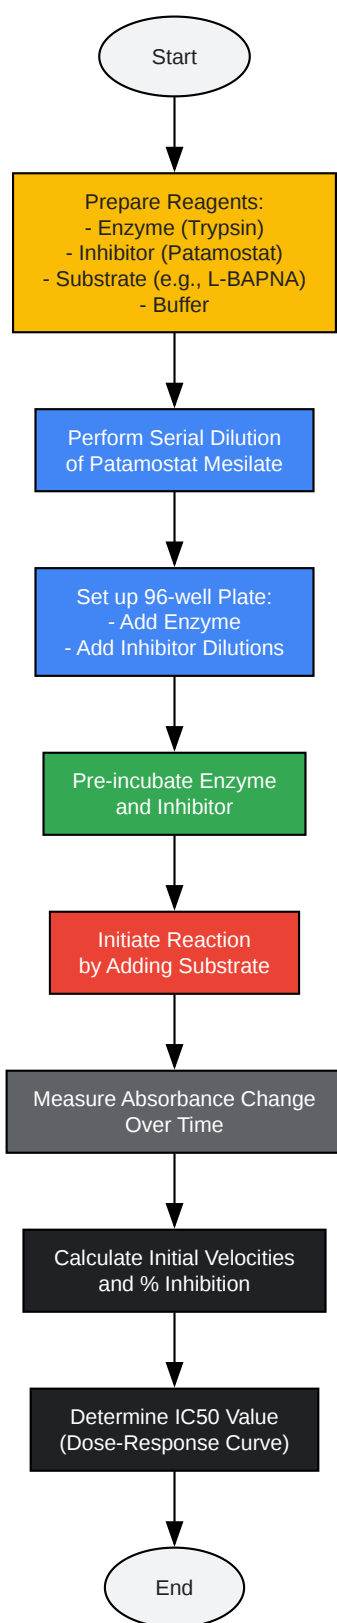 Start
Prepare Reagents:
- Enzyme (Trypsin)
- Inhibitor (Patamostat)
- Substrate (e.g., L-BAPNA)
- Buffer
Perform Serial Dilution
of Patamostat Mesilate
Set up 96-well Plate:
- Add Enzyme
- Add Inhibitor Dilutions
Pre-incubate Enzyme
and Inhibitor
Initiate Reaction
by Adding Substrate
Measure Absorbance Change
Over Time
Calculate Initial Velocities
and % Inhibition
Determine IC50 Value
(Dose-Response Curve)
End